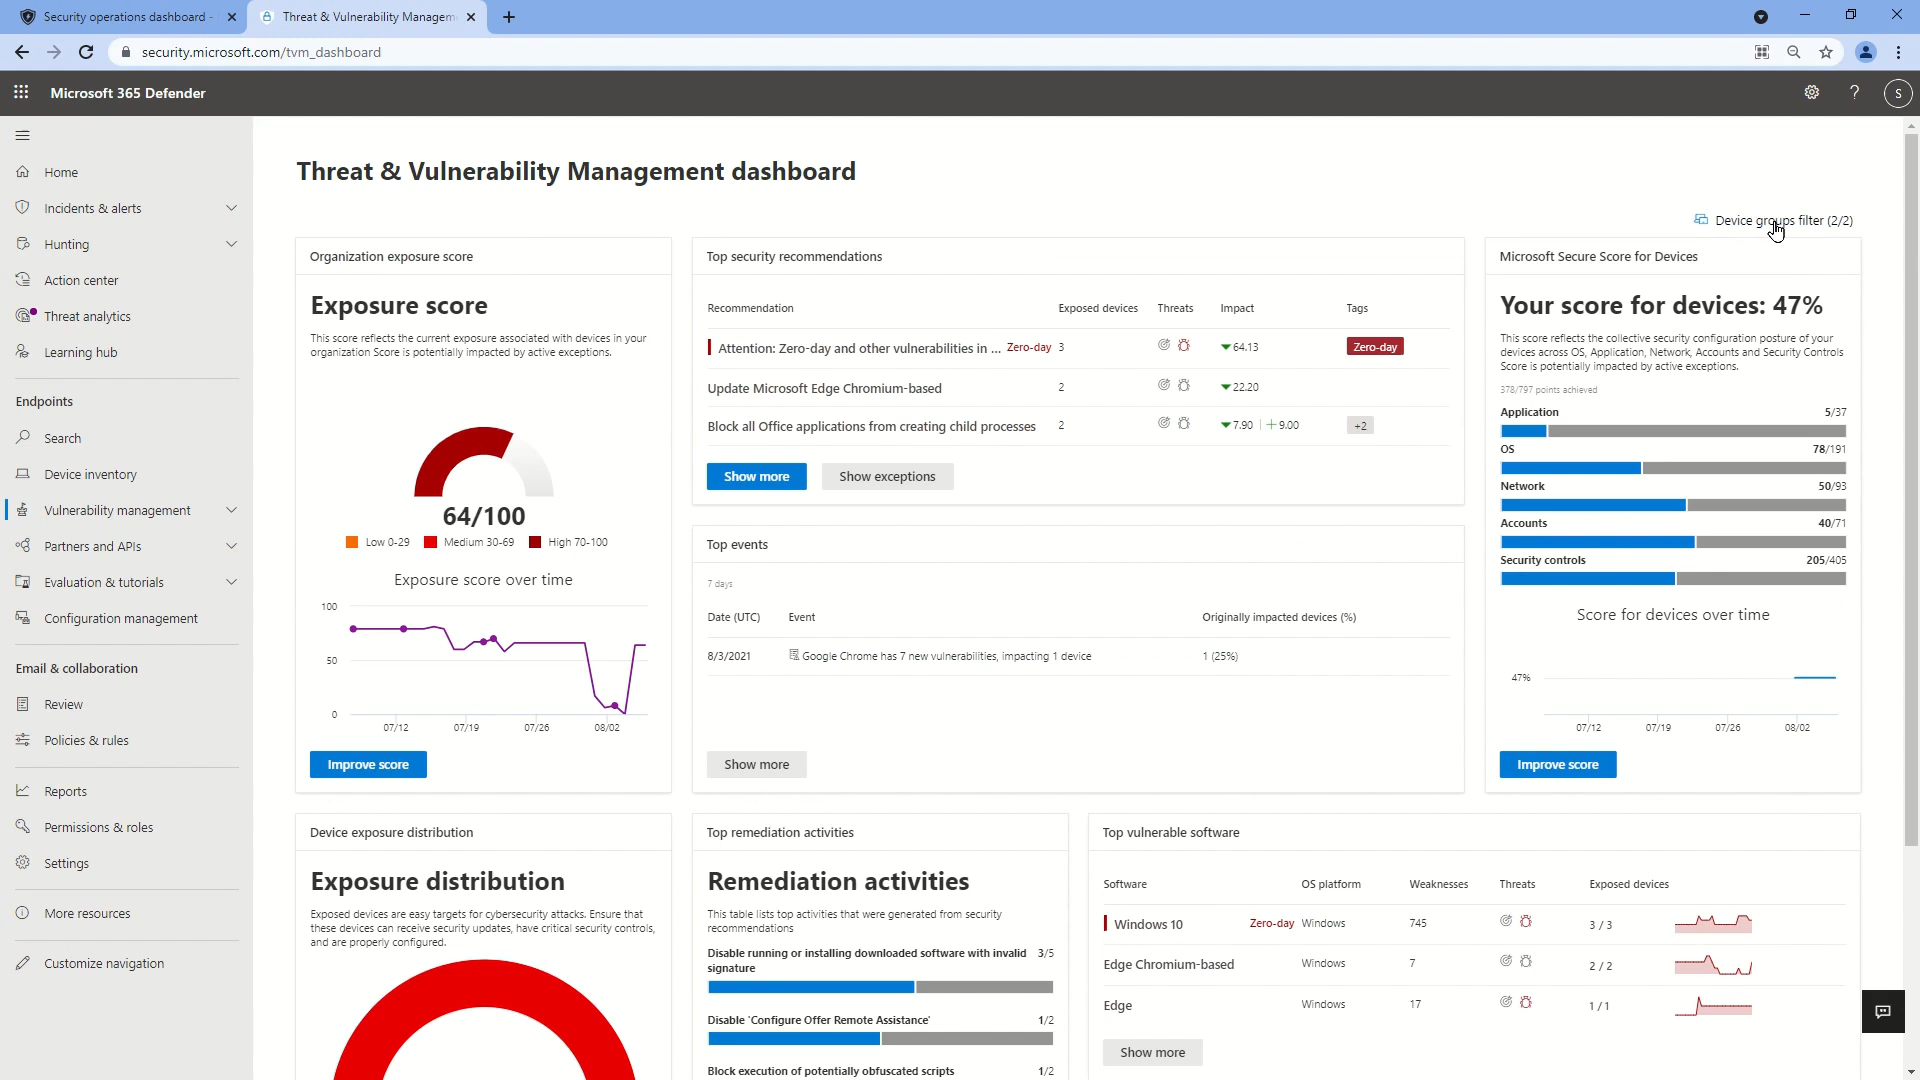 Security operations dashboard -
Threat & Vulnerability Managem
security.microsoft.com/tvm_dashboard
Microsoft 365 Defender
?
S
Home
Incidents & alerts
Hunting
Action center
Threat analytics
Learning hub
Endpoints
Search
Device inventory
Vulnerability management
Partners and APIs
Evaluation & tutorials
Configuration management
Email & collaboration
Review
Policies & rules
Reports
Permissions & roles
Settings
More resources
Customize navigation
Threat & Vulnerability Management dashboard
Device groups filter (2/2)
Organization exposure score
Exposure score
This score reflects the current exposure associated with devices in your
organization Score is potentially impacted by active exceptions.
64/100
Low 0-29 Medium 30-69 High 70-100
Exposure score over time
100
50
0
07/12 07/19 07/26 08/02
Improve score
Top security recommendations
Recommendation Exposed devices Threats Impact Tags
Attention: Zero-day and other vulnerabilities in ... Zero-day 3 64.13 Zero-day
Update Microsoft Edge Chromium-based 2 22.20
Block all Office applications from creating child processes 2 7.90 | +9.00 +2
Show more Show exceptions
Top events
7 days
Date (UTC) Event Originally impacted devices (%)
8/3/2021 Google Chrome has 7 new vulnerabilities, impacting 1 device 1 (25%)
Show more
Microsoft Secure Score for Devices
Your score for devices: 47%
This score reflects the collective security configuration posture of your
devices across OS, Application, Network, Accounts and Security Controls
Score is potentially impacted by active exceptions.
378/797 points achieved
Application 5/37
OS 78/191
Network 50/93
Accounts 40/71
Security controls 205/405
Score for devices over time
47%
07/12 07/19 07/26 08/02
Improve score
Device exposure distribution
Exposure distribution
Exposed devices are easy targets for cybersecurity attacks. Ensure that
these devices can receive security updates, have critical security controls,
and are properly configured.
Top remediation activities
Remediation activities
This table lists top activities that were generated from security
recommendations
Disable running or installing downloaded software with invalid 3/5
signature
Disable 'Configure Offer Remote Assistance' 1/2
Block execution of potentially obfuscated scripts 1/2
Top vulnerable software
Software OS platform Weaknesses Threats Exposed devices
Windows 10 Zero-day Windows 745 3 / 3
Edge Chromium-based Windows 7 2 / 2
Edge Windows 17 1 / 1
Show more